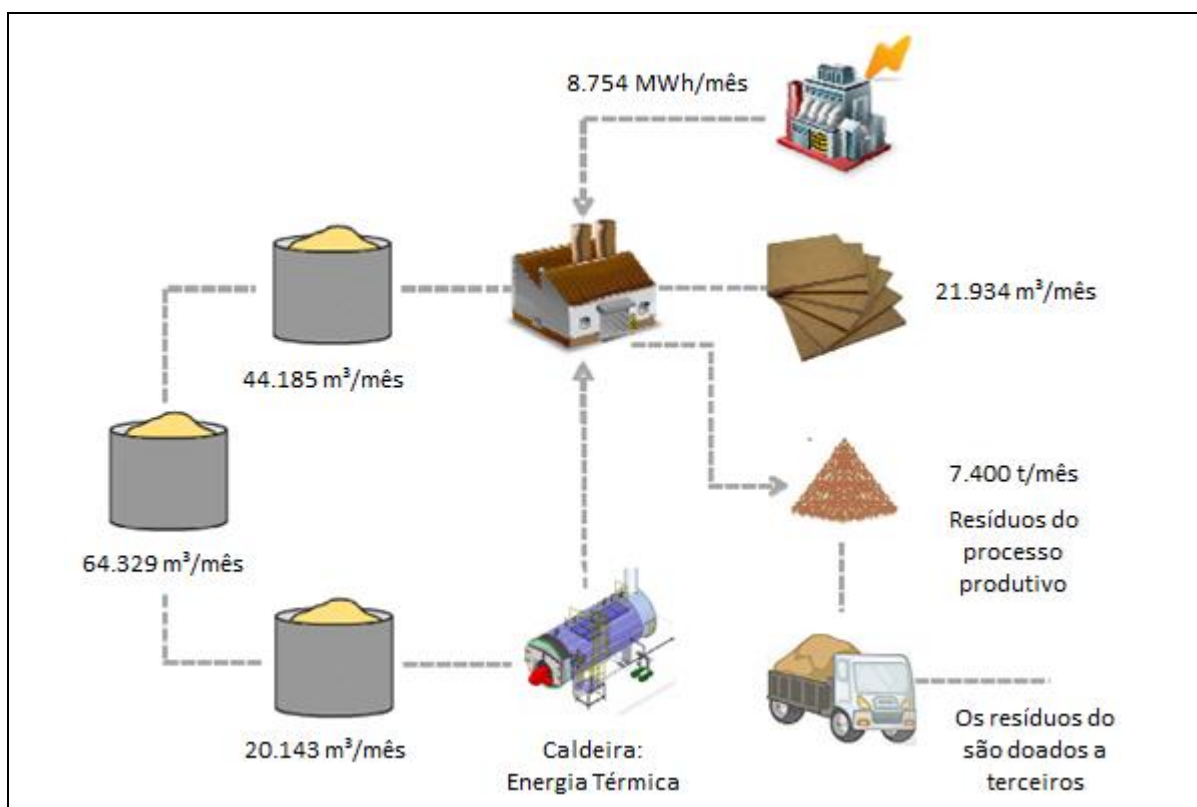 8.754 MWh/mês
21.934 m³/mês
44.185 m³/mês
7.400 t/mês
Resíduos do
processo
produtivo
64.329 m³/mês
20.143 m³/mês
Caldeira:
Energia Térmica
Os resíduos do
são doados a
terceiros